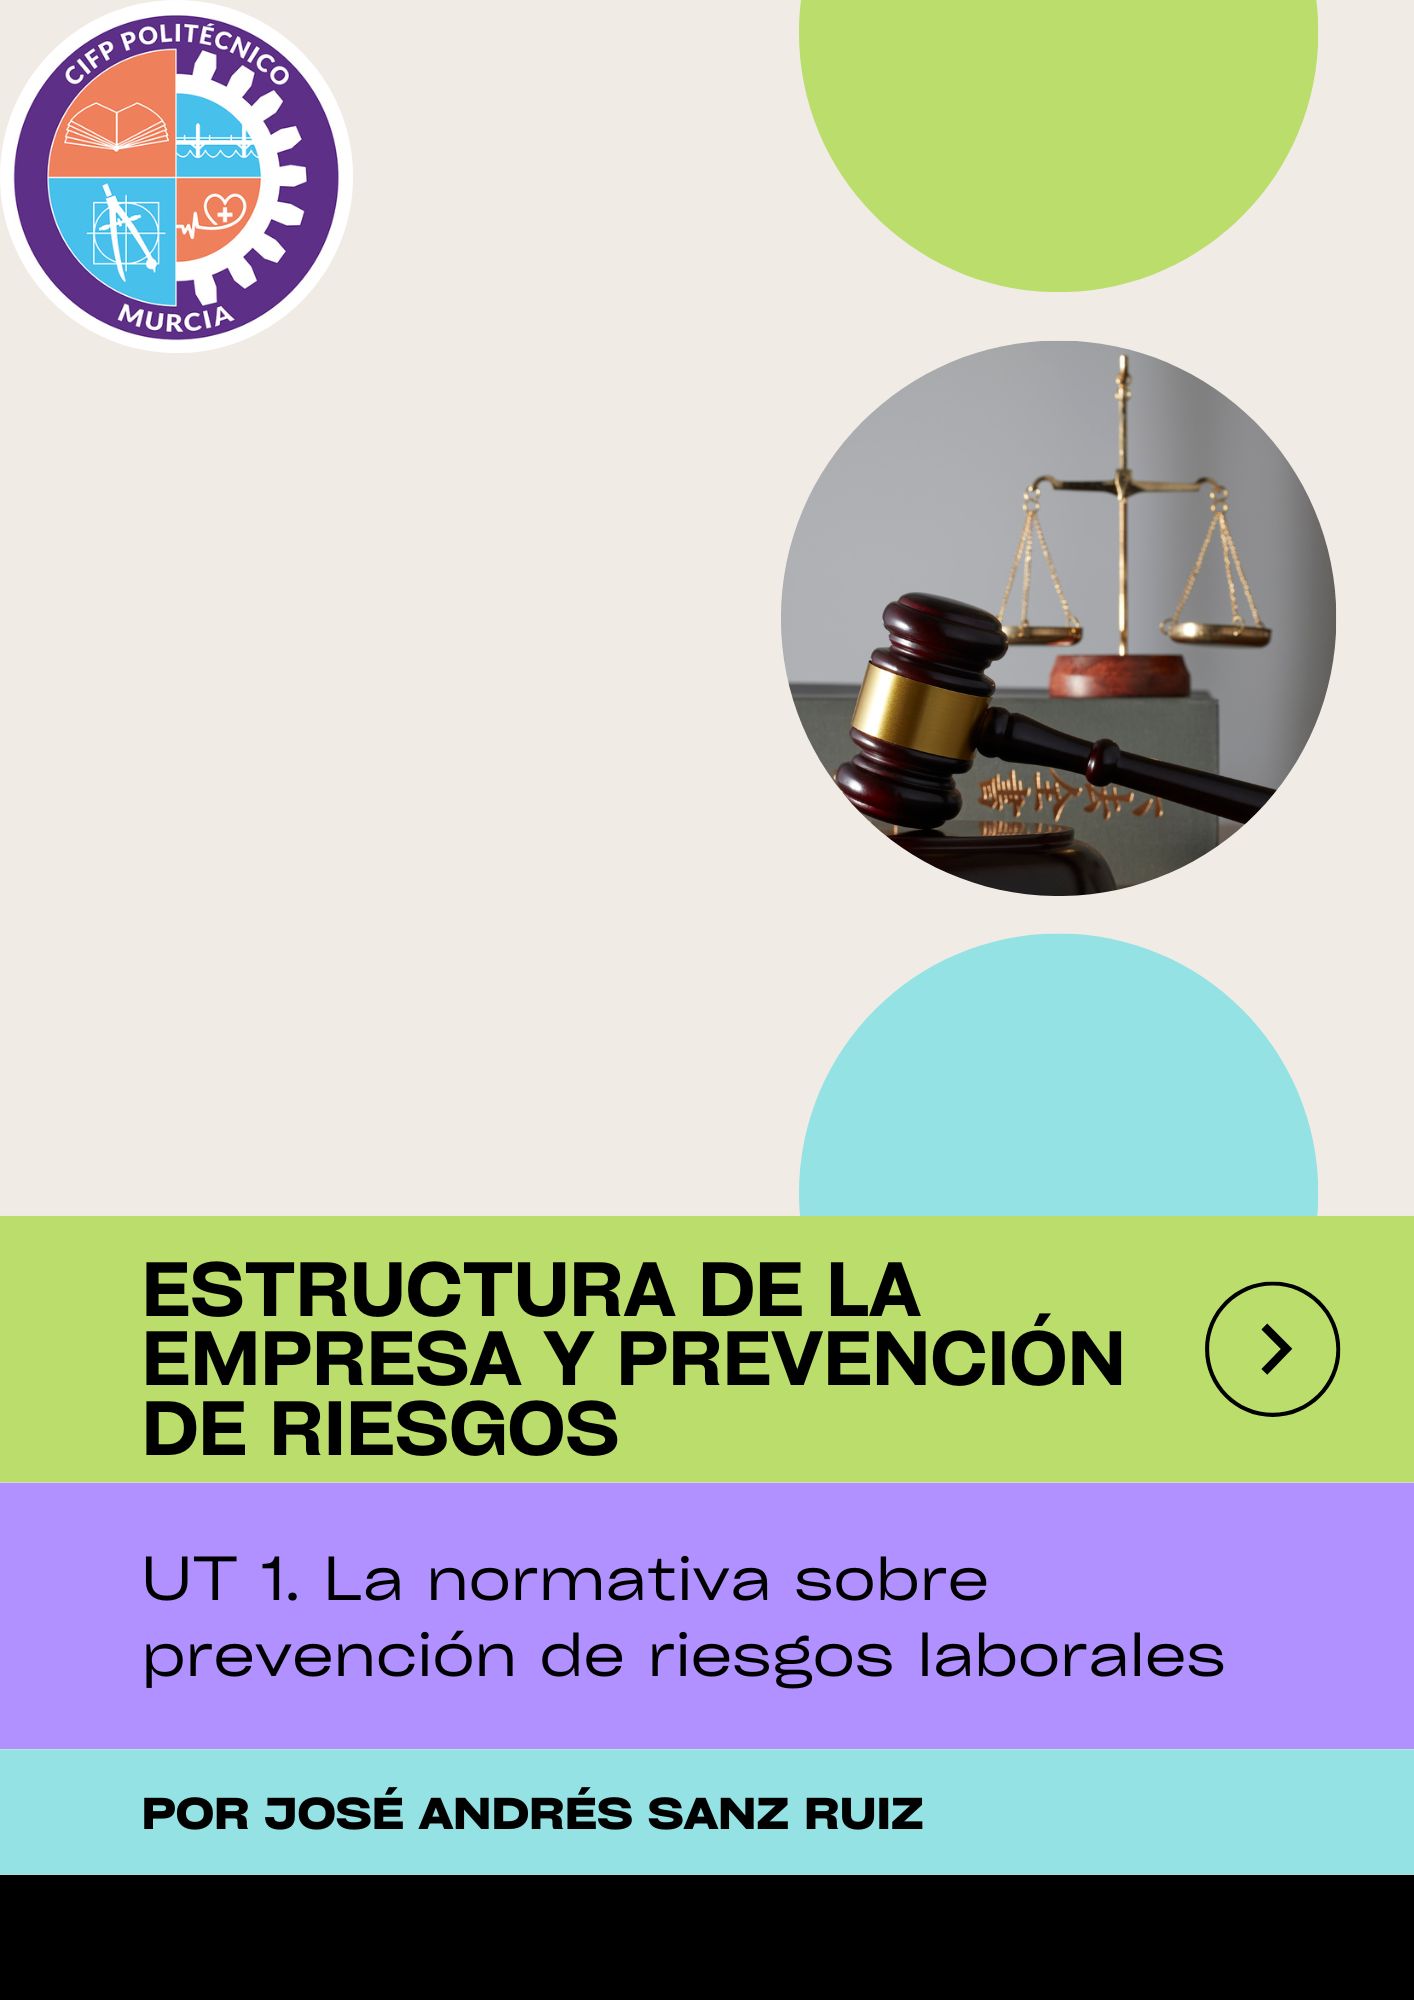 CIFP POLITÉCNICO
MURCIA
ESTRUCTURA DE LA
EMPRESA Y PREVENCIÓN
DE RIESGOS
UT 1. La normativa sobre
prevención de riesgos laborales
POR JOSÉ ANDRÉS SANZ RUIZ